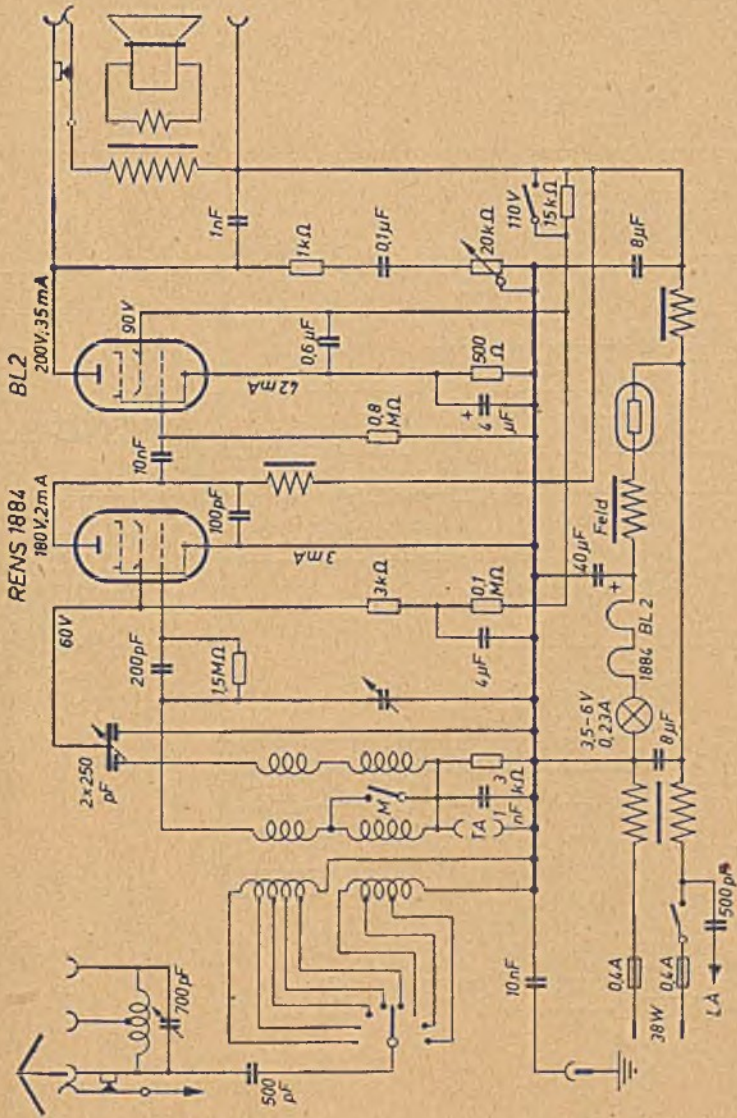 RENS 1884
180V, 2mA
BL2
200V, 35mA
60V
90V
2x250
pF
200pF
1,5MΩ
100pF
10nF
3mA
42mA
0,6µF
1nF
1kΩ
0,1µF
20kΩ
110V
15kΩ
3kΩ
0,1
MΩ
4µF
0,8
MΩ
+
4
µF
500
Ω
8µF
700pF
500
pF
M
TA
1
nF
3
kΩ
10nF
3,5-6V
0,23A
1884 BL2
+
40µF
Feld
8µF
0,4A
38W
0,4A
LA
500pF